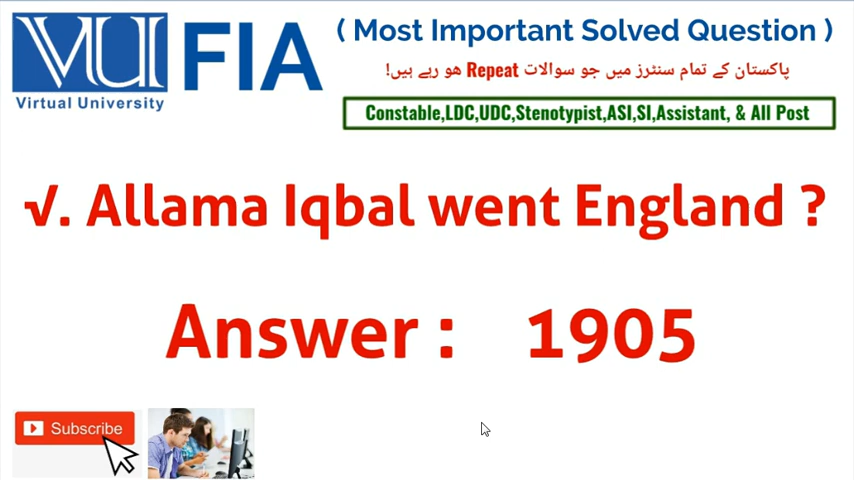 VU FIA
Virtual University
( Most Important Solved Question )
پاکستان کے تمام سنٹرز میں جو سوالات Repeat ھو رہے ہیں!
Constable,LDC,UDC,Stenotypist,ASI,SI,Assistant, & All Post
√. Allama Iqbal went England ?
Answer : 1905
Subscribe